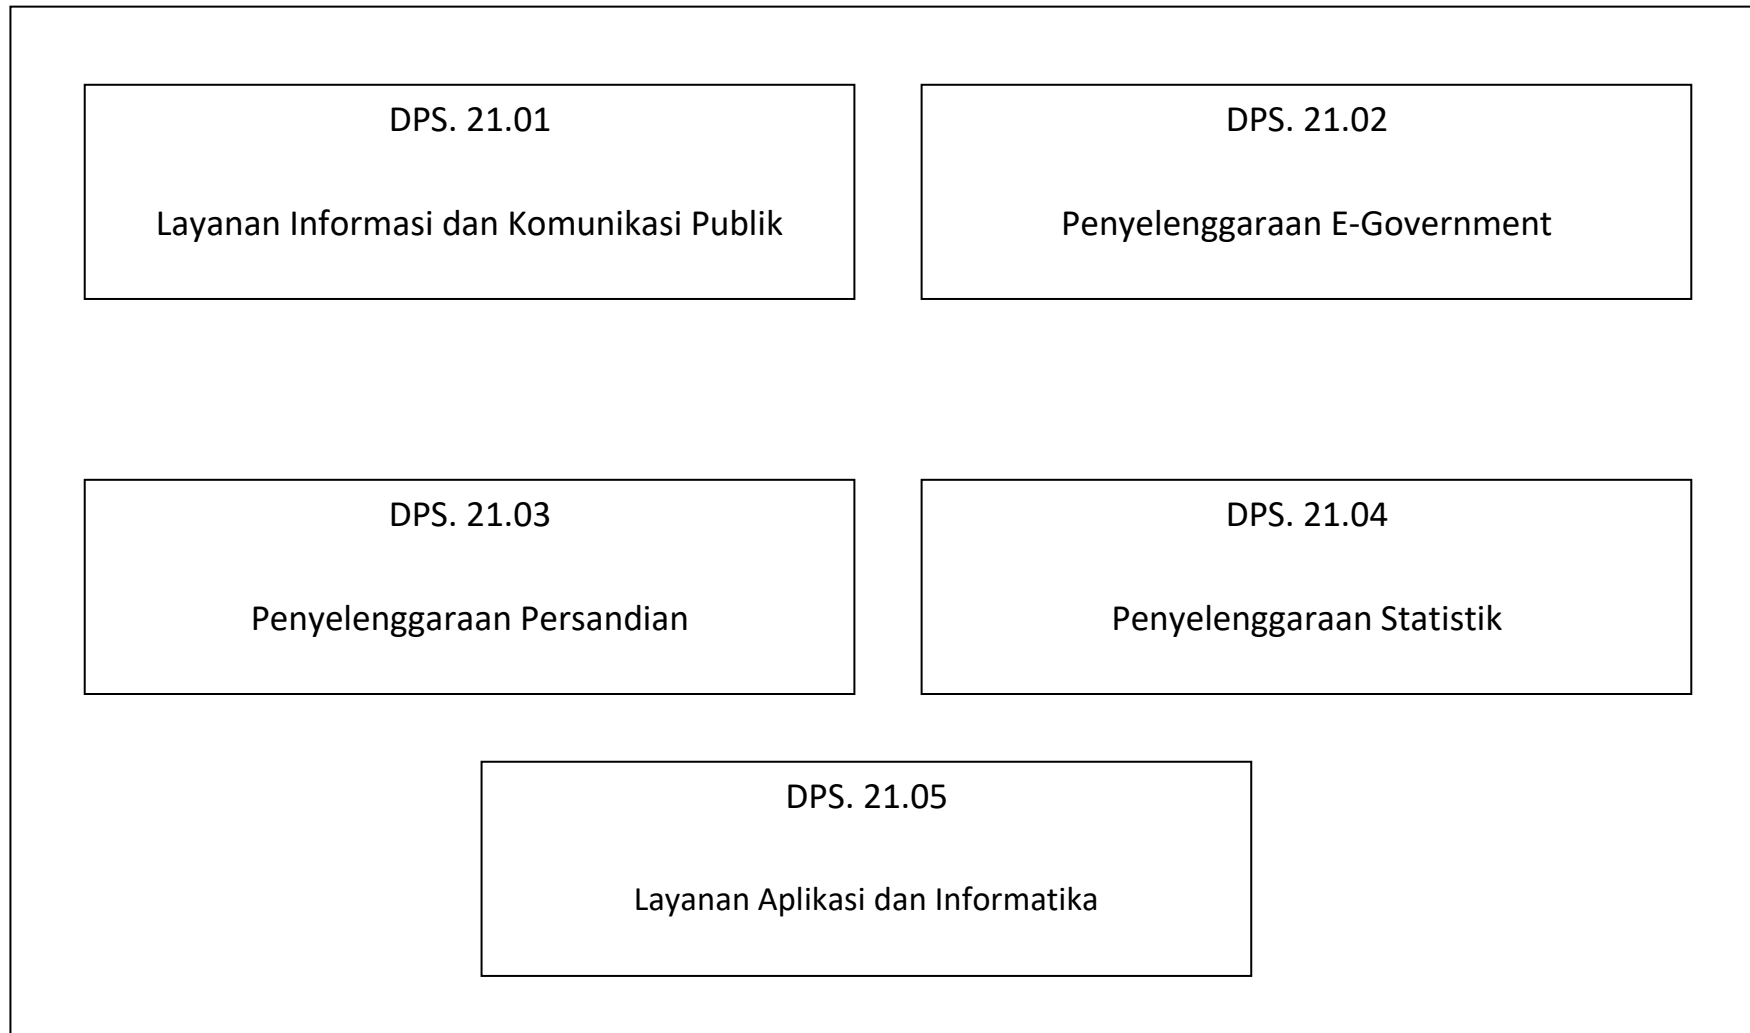 DPS. 21.01
Layanan Informasi dan Komunikasi Publik
DPS. 21.02
Penyelenggaraan E-Government
DPS. 21.03
Penyelenggaraan Persandian
DPS. 21.04
Penyelenggaraan Statistik
DPS. 21.05
Layanan Aplikasi dan Informatika